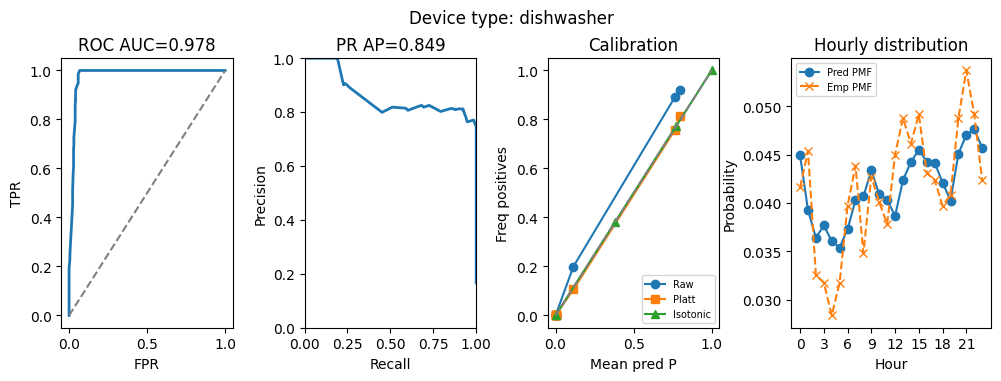 Device type: dishwasher
ROC AUC=0.978
1.0
0.8
0.6
0.4
0.2
0.0
TPR
0.0
0.5
1.0
FPR
PR AP=0.849
1.0
0.8
0.6
0.4
0.2
0.0
Precision
0.00
0.25
0.50
0.75
1.00
Recall
Calibration
1.0
0.8
0.6
0.4
0.2
0.0
Freq positives
Raw
Platt
Isotonic
0.0
0.5
1.0
Mean pred P
Hourly distribution
Pred PMF
Emp PMF
0.050
0.045
0.040
0.035
0.030
Probability
0
3
6
9
12
15
18
21
Hour